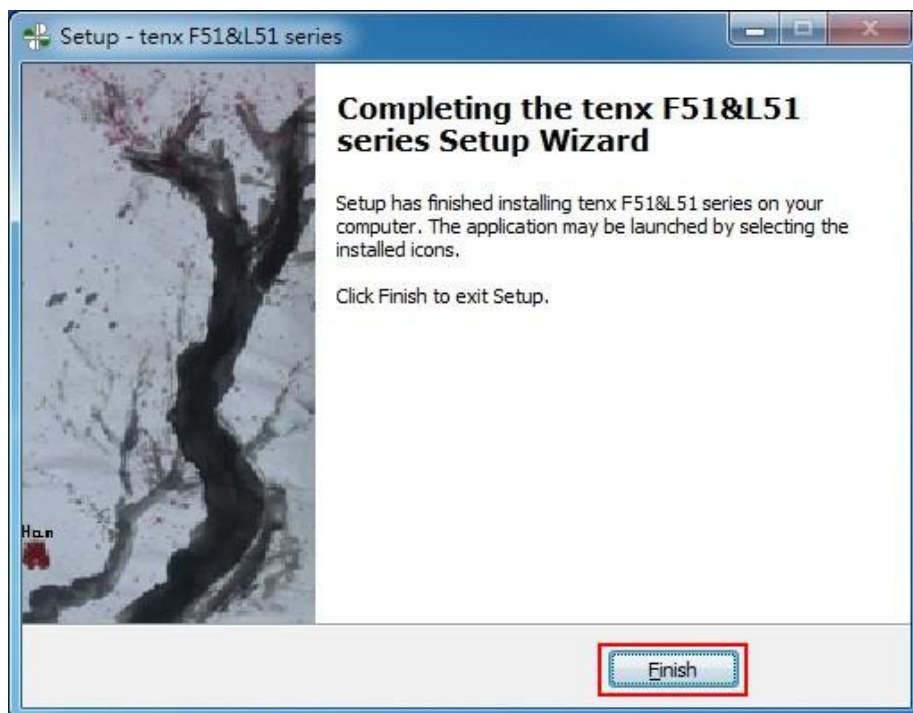 Setup - tenx F51&L51 series
Completing the tenx F51&L51
series Setup Wizard
Setup has finished installing tenx F51&L51 series on your
computer. The application may be launched by selecting the
installed icons.
Click Finish to exit Setup.
Han
Finish